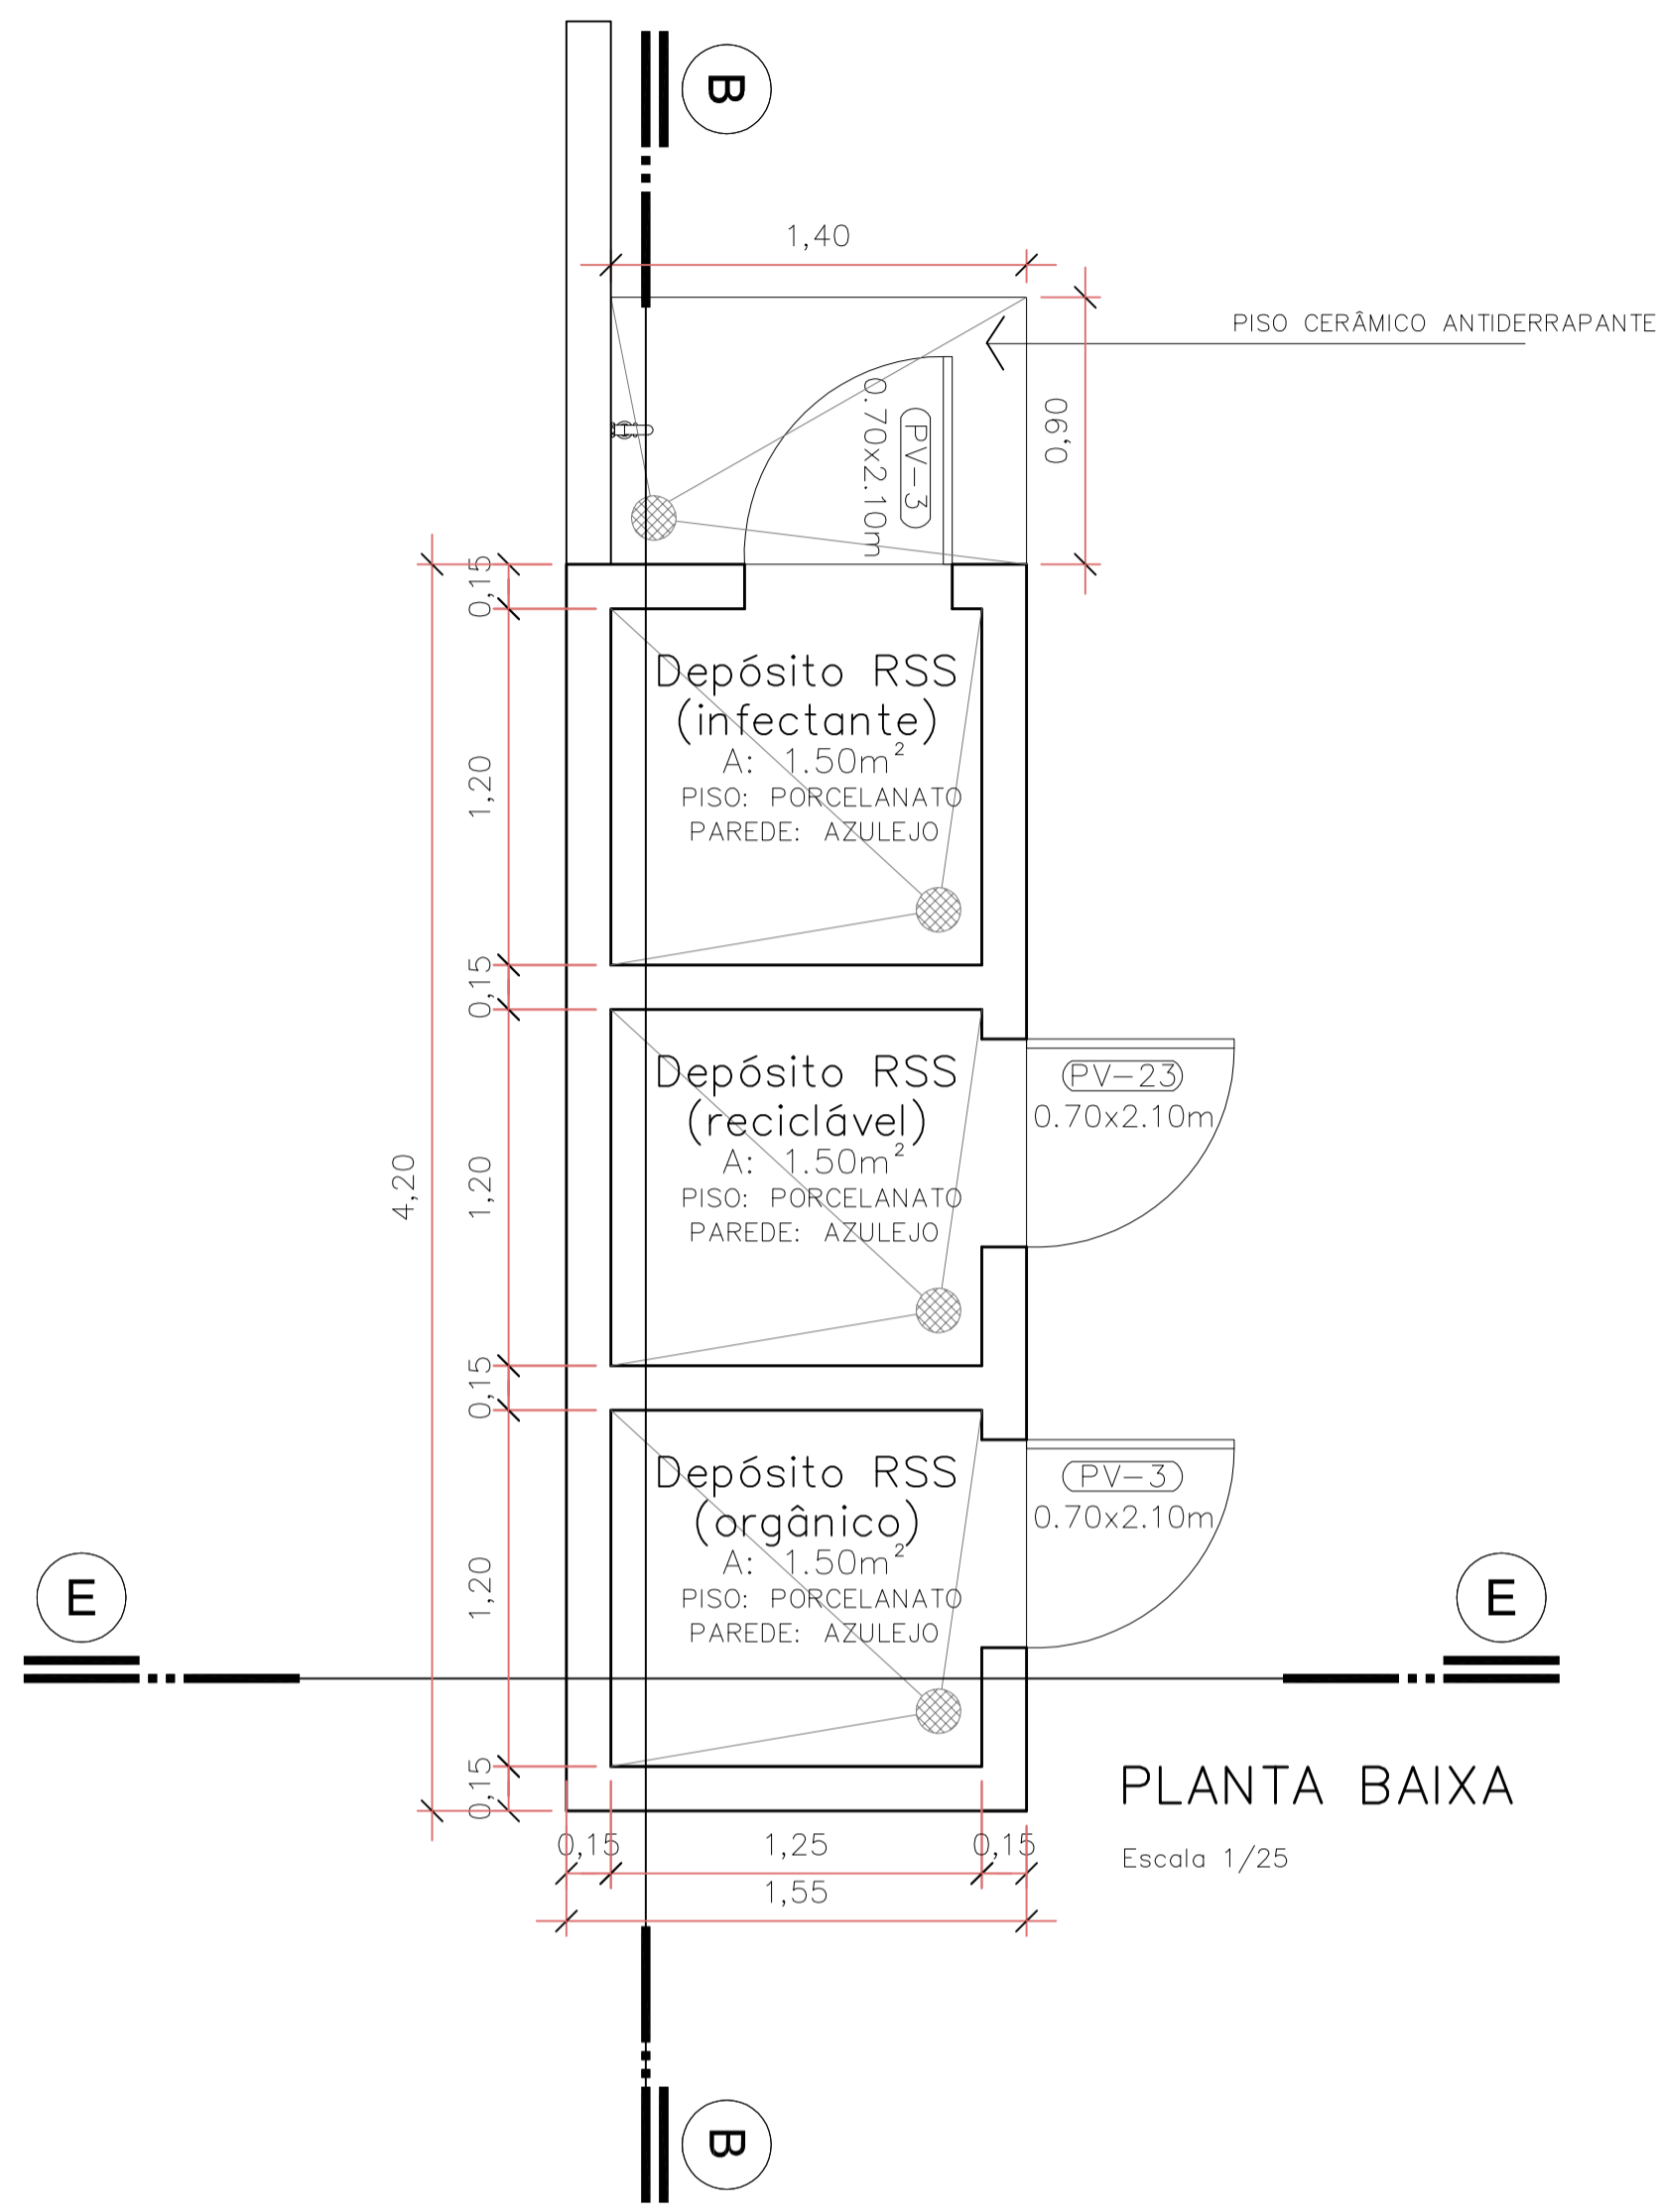 B
1,40
PISO CERÂMICO ANTIDERRAPANTE
0,90
PV-3
0.70x2.10m
0,15
Depósito RSS
(infectante)
A: 1.50m²
PISO: PORCELANATO
PAREDE: AZULEJO
1,20
0,15
Depósito RSS
(reciclável)
A: 1.50m²
PISO: PORCELANATO
PAREDE: AZULEJO
PV-23
0.70x2.10m
4,20
1,20
0,15
Depósito RSS
(orgânico)
A: 1.50m²
PISO: PORCELANATO
PAREDE: AZULEJO
PV-3
0.70x2.10m
E
1,20
E
0,15
PLANTA BAIXA
Escala 1/25
0,15
1,25
0,15
1,55
B